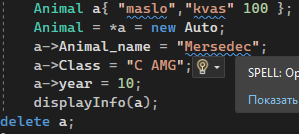 Animal a{ "maslo","kvas" 100 };
Animal = *a = new Auto;
a->Animal_name = "Mersedec";
a->Class = "C AMG";
a->year = 10;
SPELL: Op
displayInfo(a);
Показать
delete a;